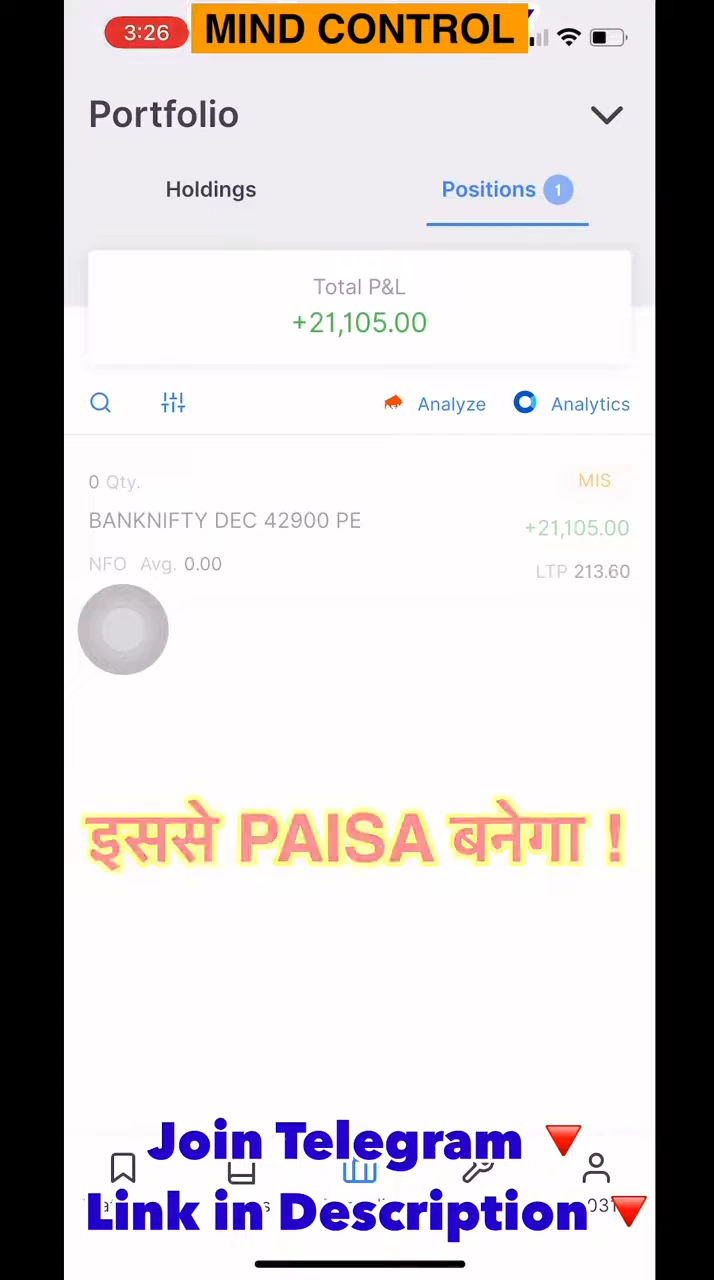 3:26
MIND CONTROL
Portfolio
Holdings
Positions 1
Total P&L
+21,105.00
Analyze
Analytics
0 Qty.
MIS
BANKNIFTY DEC 42900 PE
+21,105.00
NFO Avg. 0.00
LTP 213.60
इससे PAISA बनेगा !
Join Telegram
Link in Description